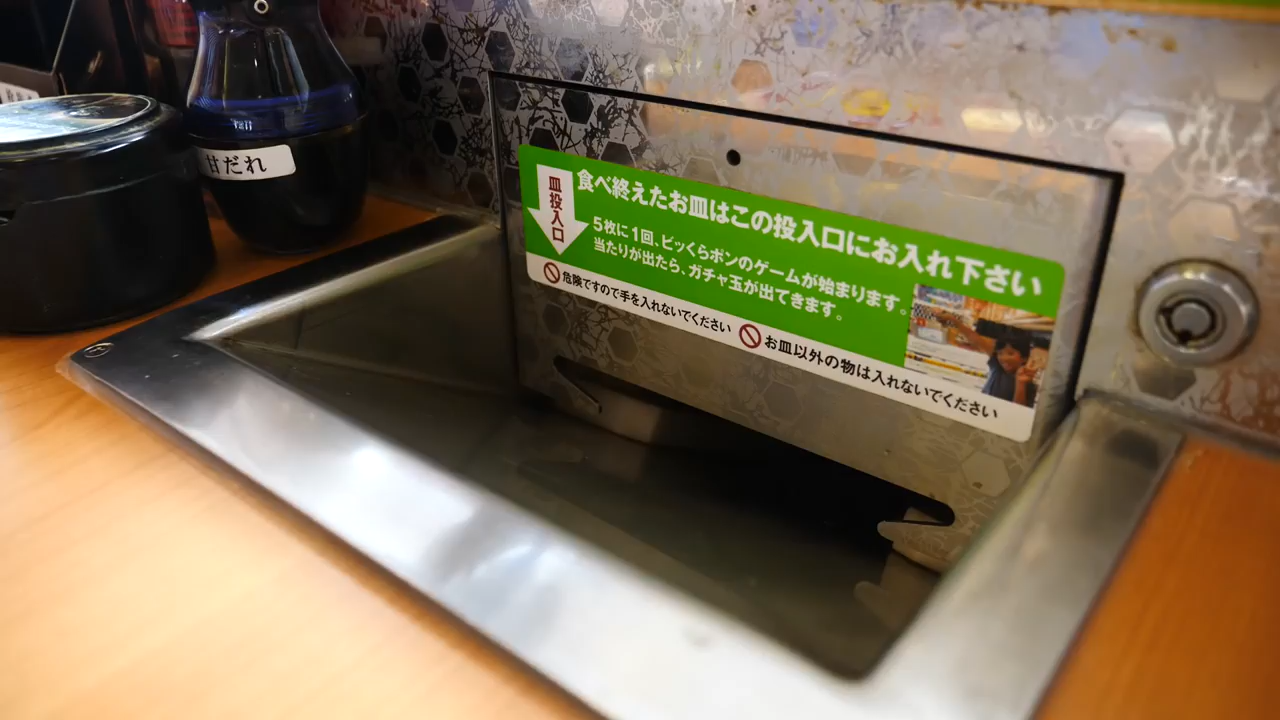 甘だれ
皿投入口
食べ終えたお皿はこの投入口にお入れ下さい
5枚に1回、ビッくらポンのゲームが始まります。
当たりが出たら、ガチャ玉が出てきます。
危険ですので手を入れないでください
お皿以外の物は入れないでください